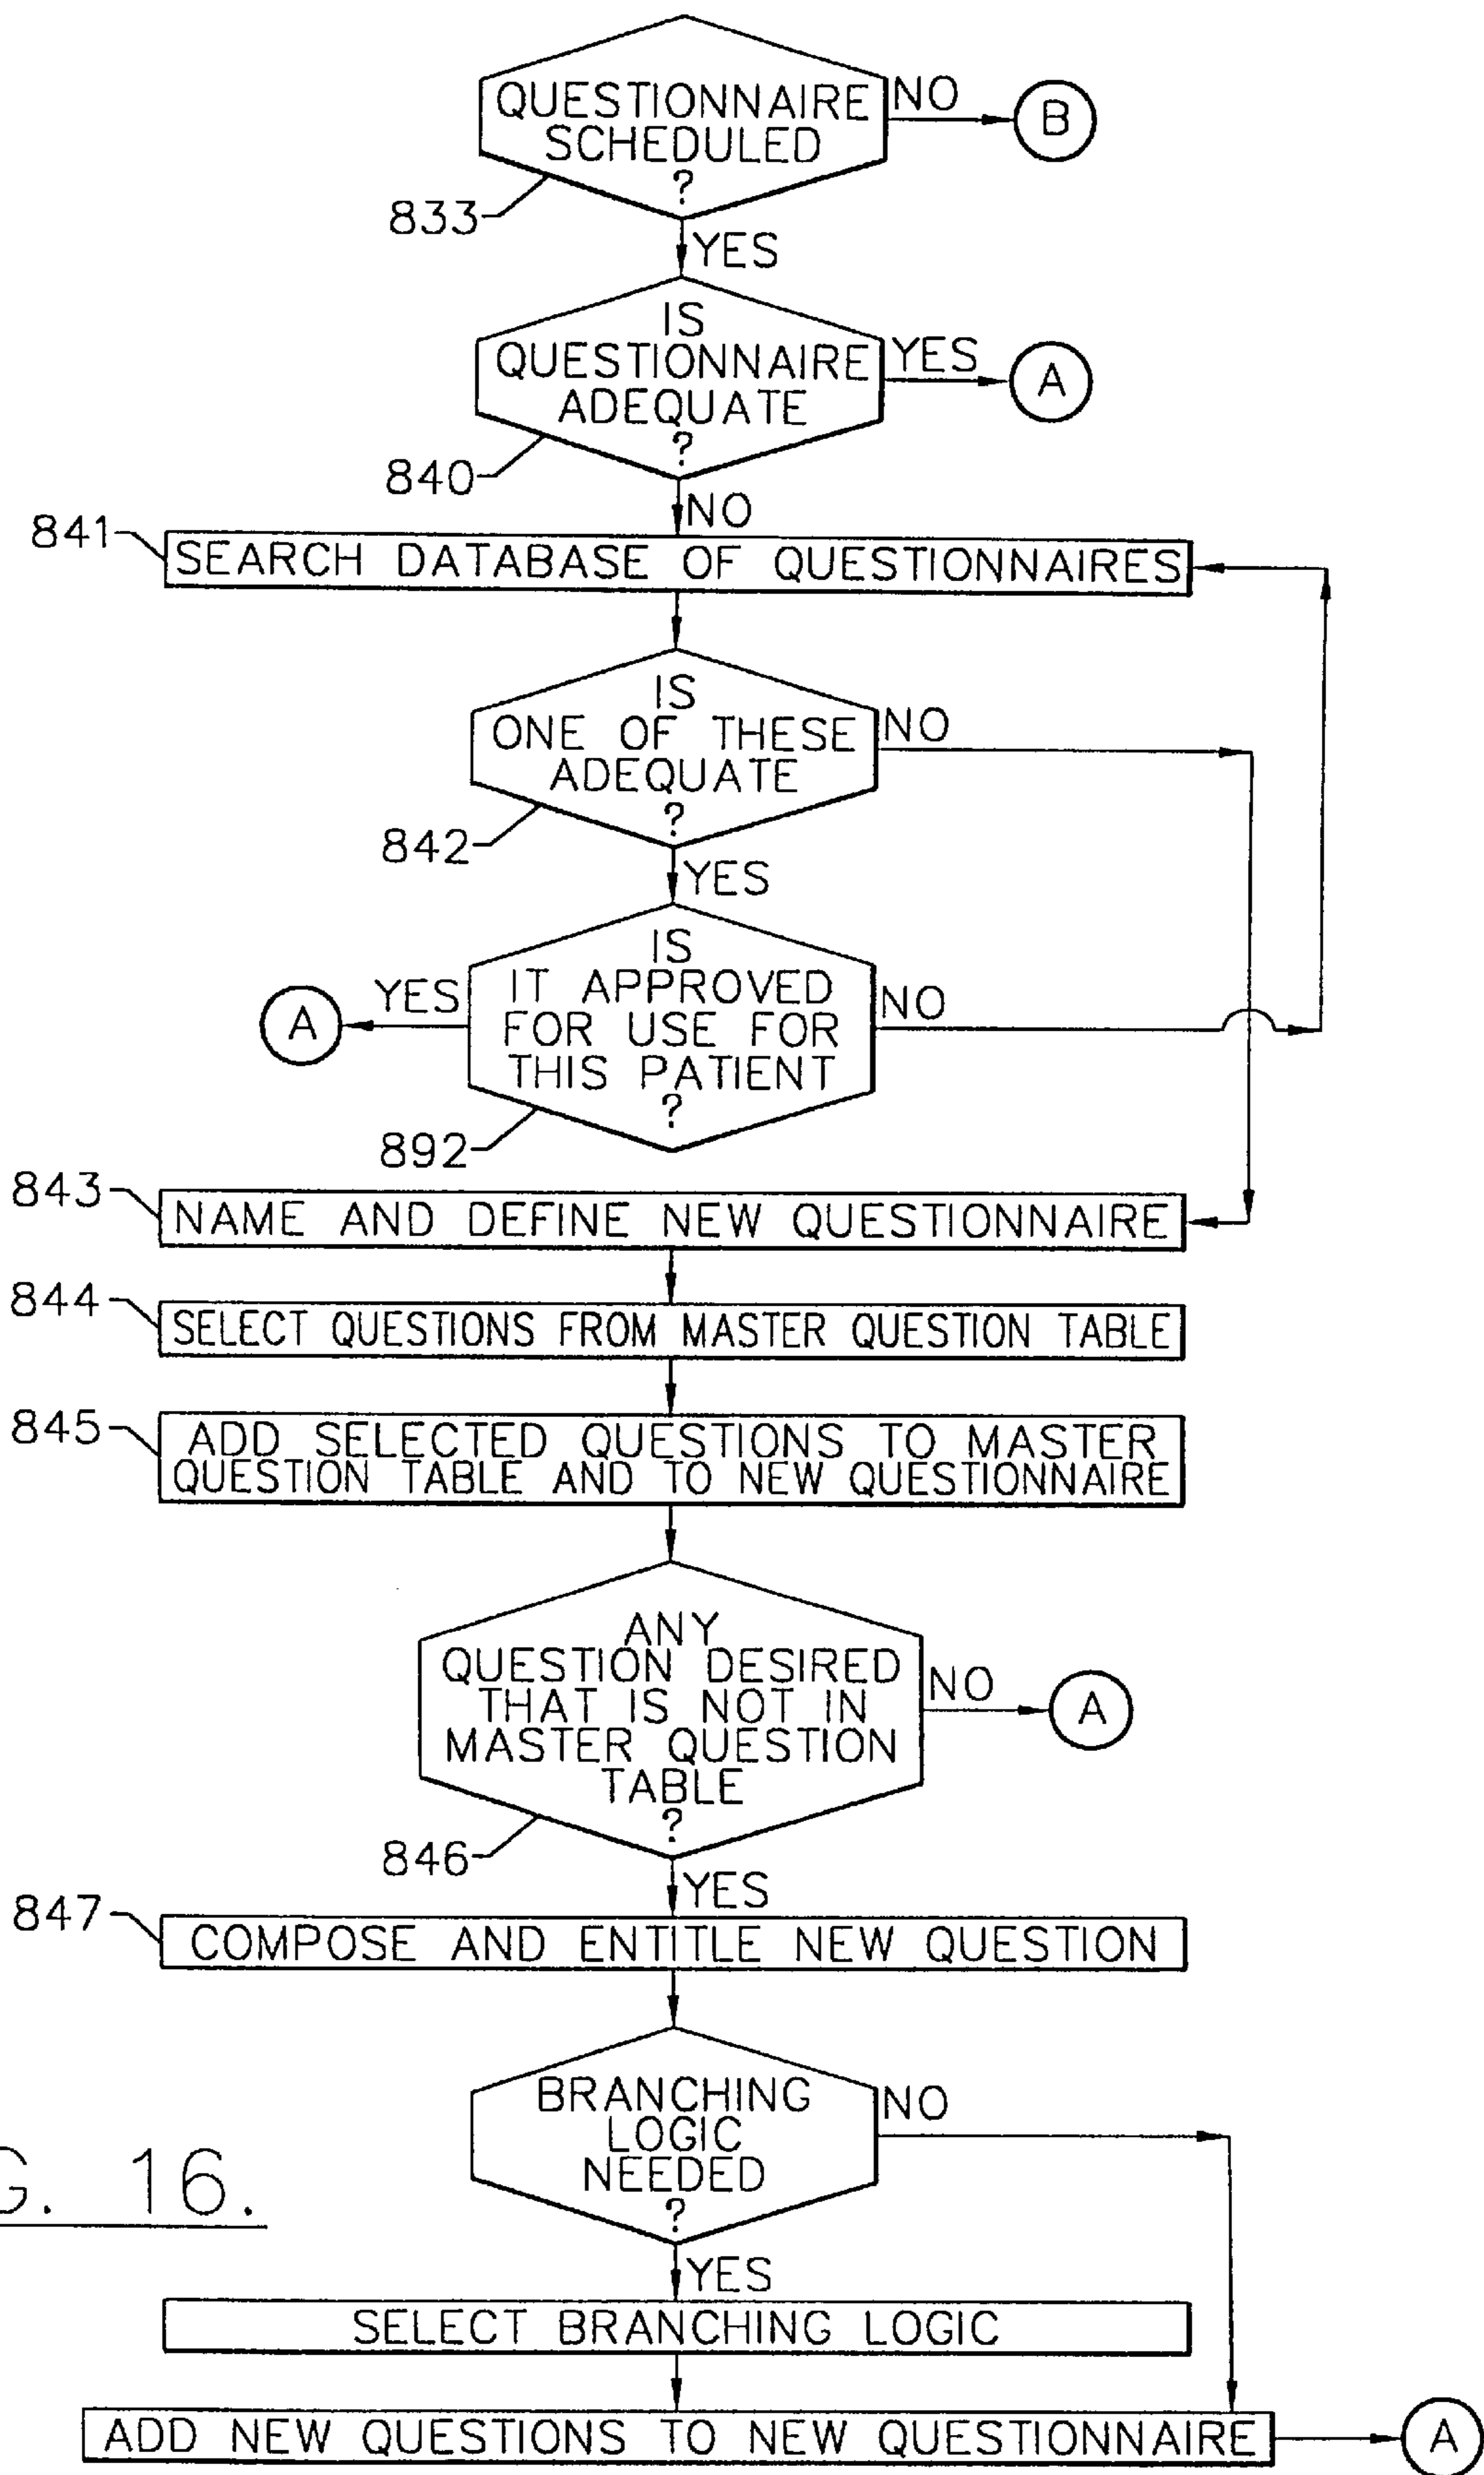 QUESTIONNAIRE
SCHEDULED
?
NO
B
833
YES
IS
QUESTIONNAIRE
ADEQUATE
?
YES
A
840
NO
841
SEARCH DATABASE OF QUESTIONNAIRES
IS
ONE OF THESE
ADEQUATE
?
NO
842
YES
IS
IT APPROVED
FOR USE FOR
THIS PATIENT
?
YES
A
NO
892
843
NAME AND DEFINE NEW QUESTIONNAIRE
844
SELECT QUESTIONS FROM MASTER QUESTION TABLE
845
ADD SELECTED QUESTIONS TO MASTER
QUESTION TABLE AND TO NEW QUESTIONNAIRE
ANY
QUESTION DESIRED
THAT IS NOT IN
MASTER QUESTION
TABLE
?
NO
A
846
YES
847
COMPOSE AND ENTITLE NEW QUESTION
BRANCHING
LOGIC
NEEDED
?
NO
G. 16.
YES
SELECT BRANCHING LOGIC
ADD NEW QUESTIONS TO NEW QUESTIONNAIRE
A